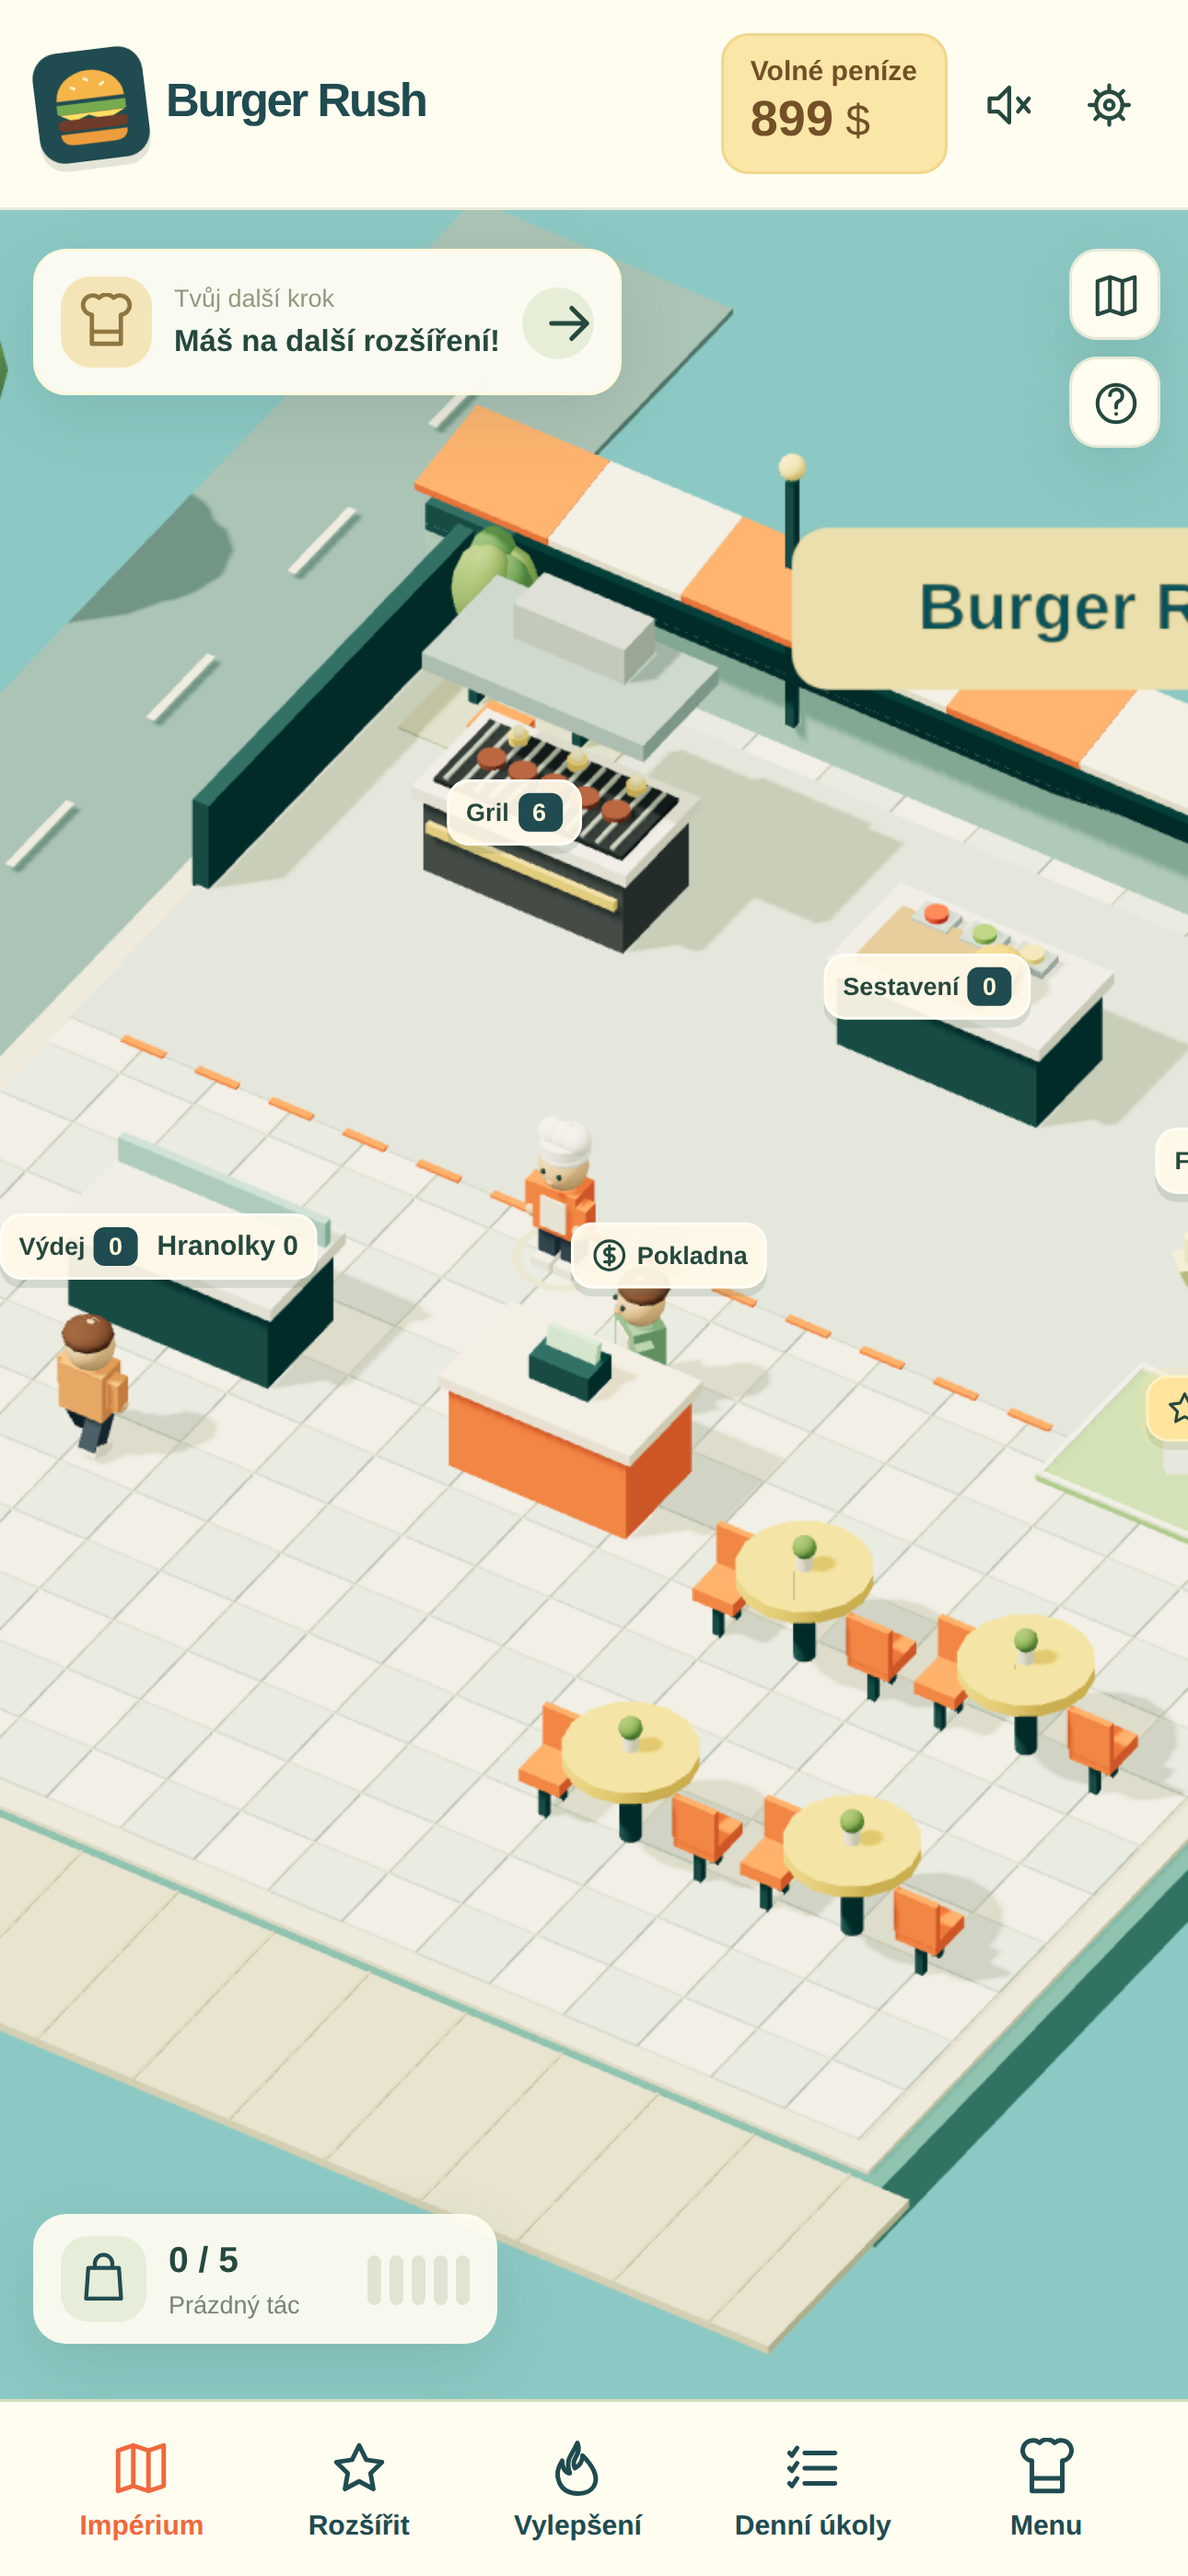 Burger Rush
Volné peníze
899 $
Tvůj další krok
Máš na další rozšíření!
Burger R
Gril 6
Sestavení 0
F
Výdej 0 Hranolky 0
Pokladna
0 / 5
Prázdný tác
Impérium
Rozšířit
Vylepšení
Denní úkoly
Menu